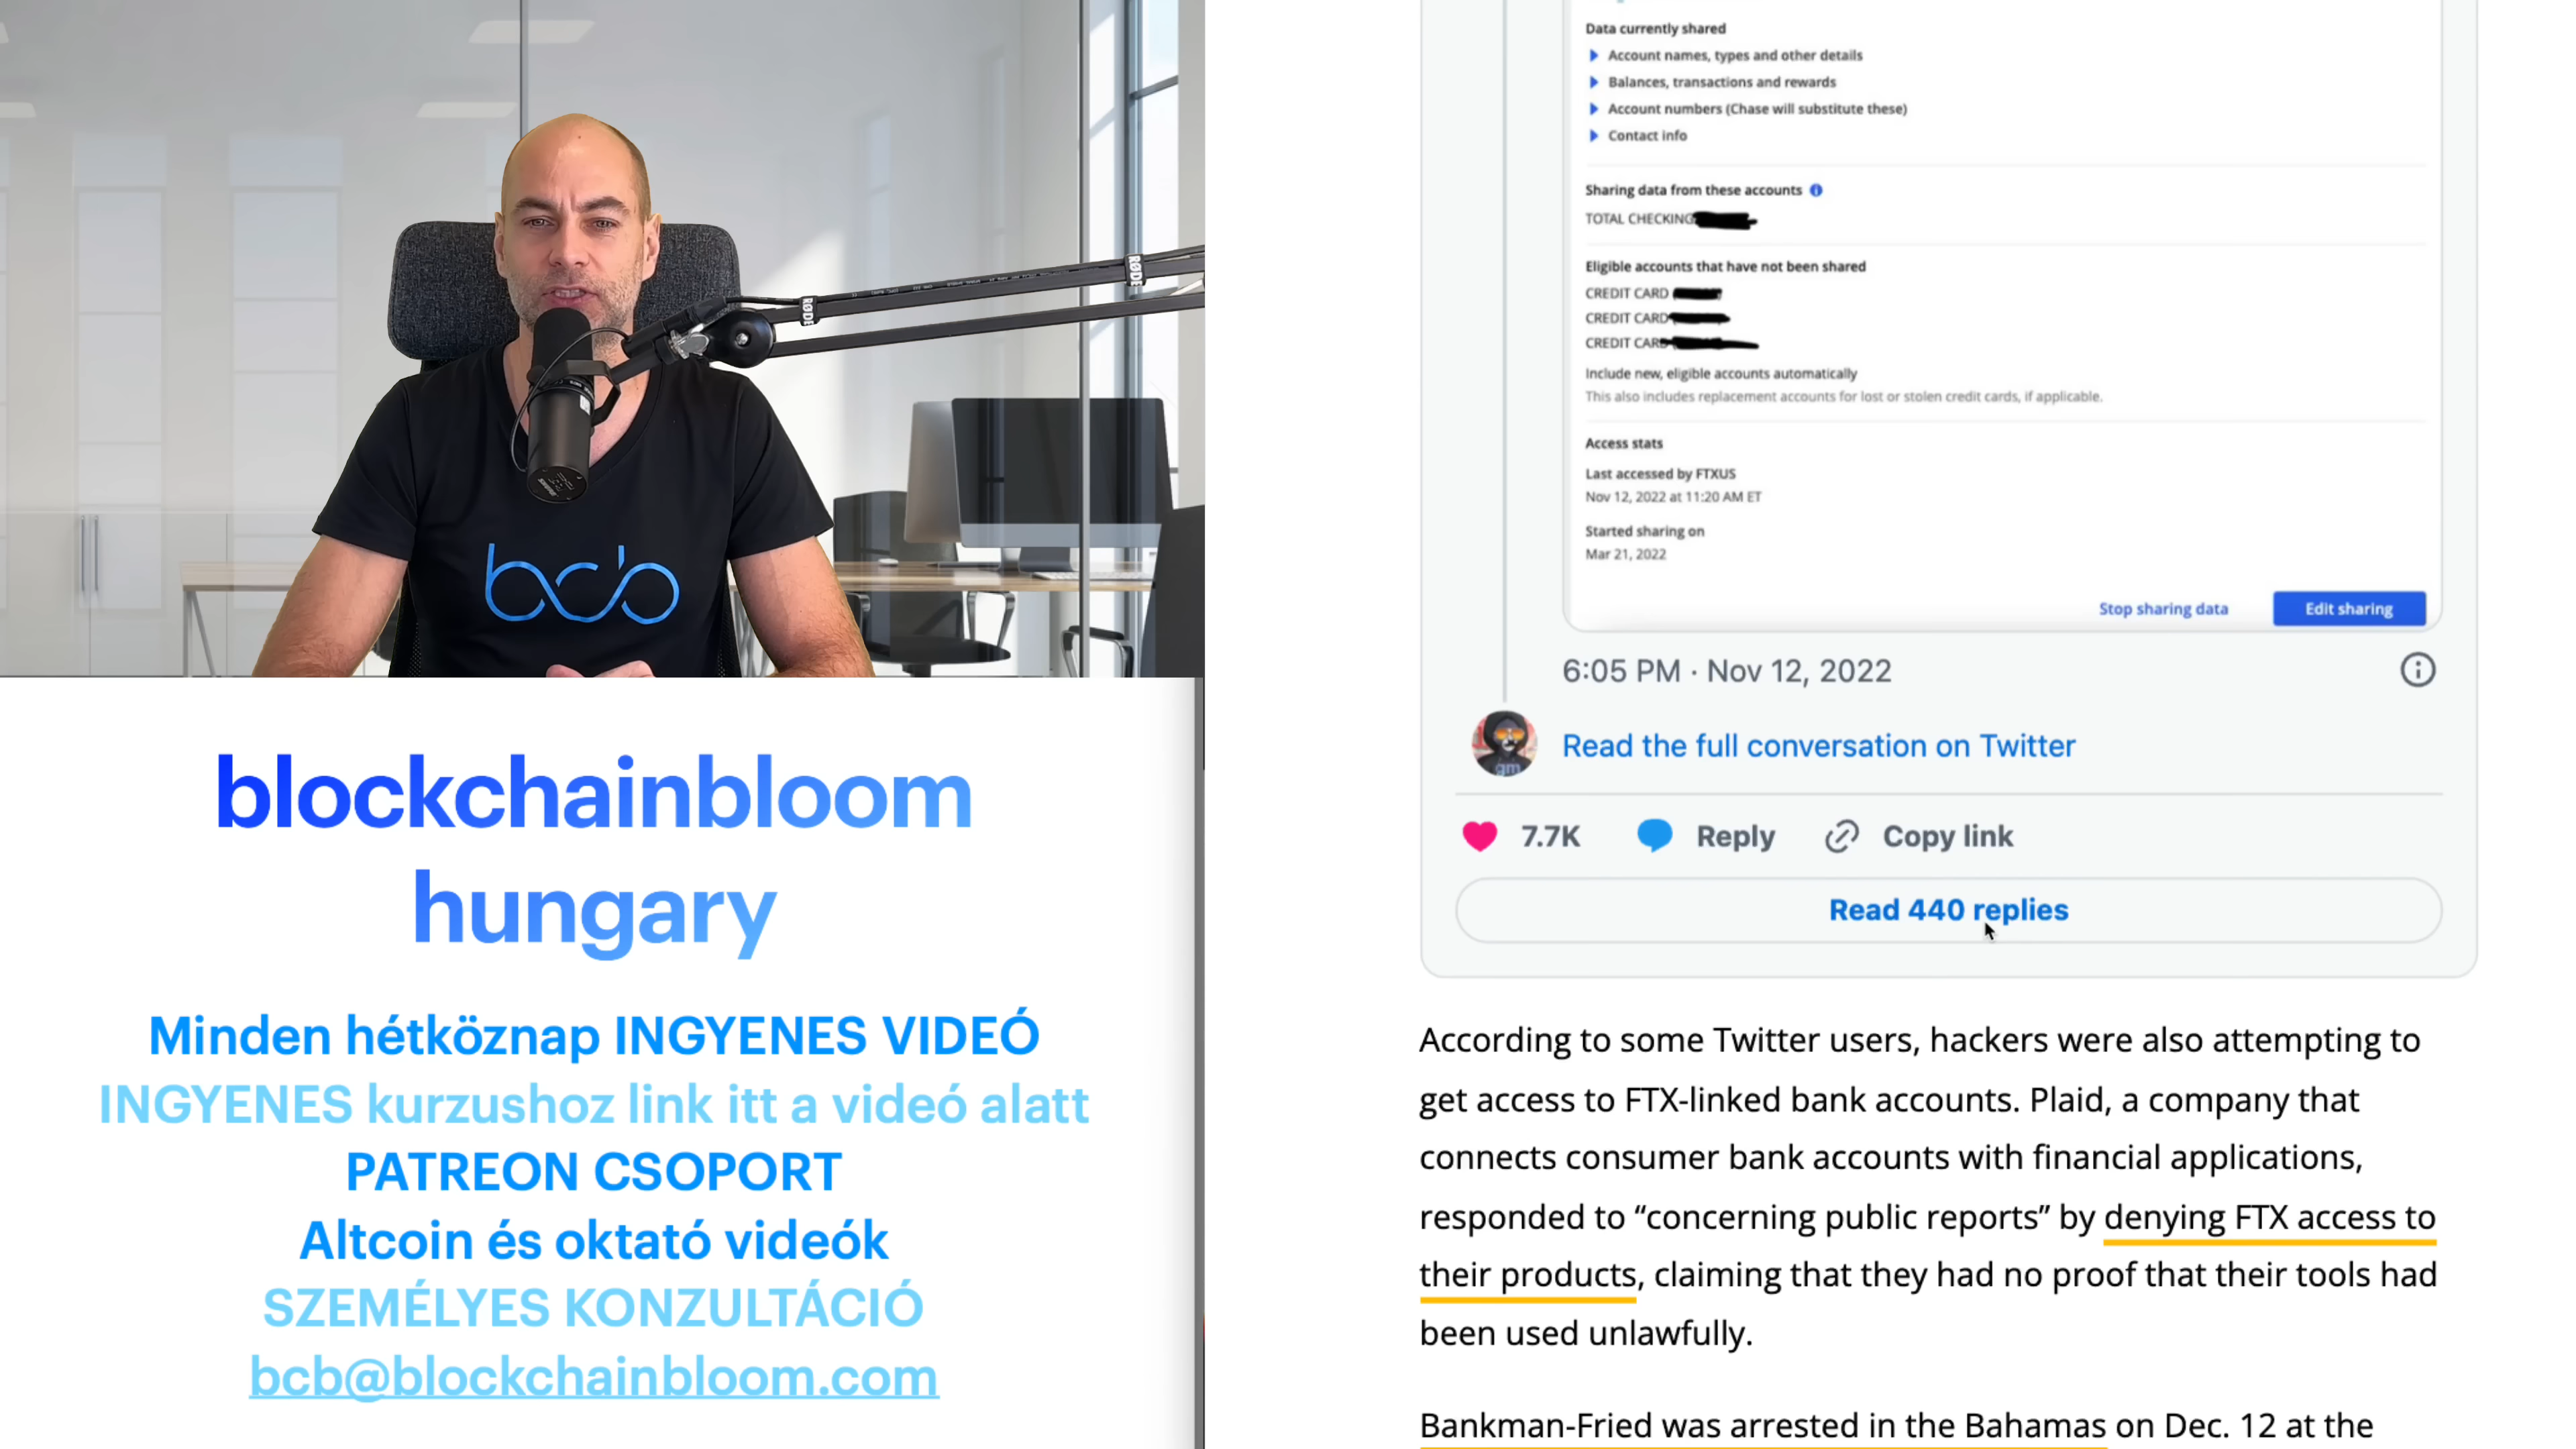 RØDE
RØDE
bcb
blockchainbloom
hungary
Minden hétköznap INGYENES VIDEÓ
INGYENES kurzushoz link itt a videó alatt
PATREON CSOPORT
Altcoin és oktató videók
SZEMÉLYES KONZULTÁCIÓ
bcb@blockchainbloom.com
Data currently shared
Account names, types and other details
Balances, transactions and rewards
Account numbers (Chase will substitute these)
Contact info
Sharing data from these accounts
TOTAL CHECKING
Eligible accounts that have not been shared
CREDIT CARD
CREDIT CARD
CREDIT CARD
Include new, eligible accounts automatically
This also includes replacement accounts for lost or stolen credit cards, if applicable.
Access stats
Last accessed by FTXUS
Nov 12, 2022 at 11:20 AM ET
Started sharing on
Mar 21, 2022
Stop sharing data Edit sharing
6:05 PM · Nov 12, 2022
gm
Read the full conversation on Twitter
7.7K Reply Copy link
Read 440 replies
According to some Twitter users, hackers were also attempting to
get access to FTX-linked bank accounts. Plaid, a company that
connects consumer bank accounts with financial applications,
responded to “concerning public reports” by denying FTX access to
their products, claiming that they had no proof that their tools had
been used unlawfully.
Bankman-Fried was arrested in the Bahamas on Dec. 12 at the